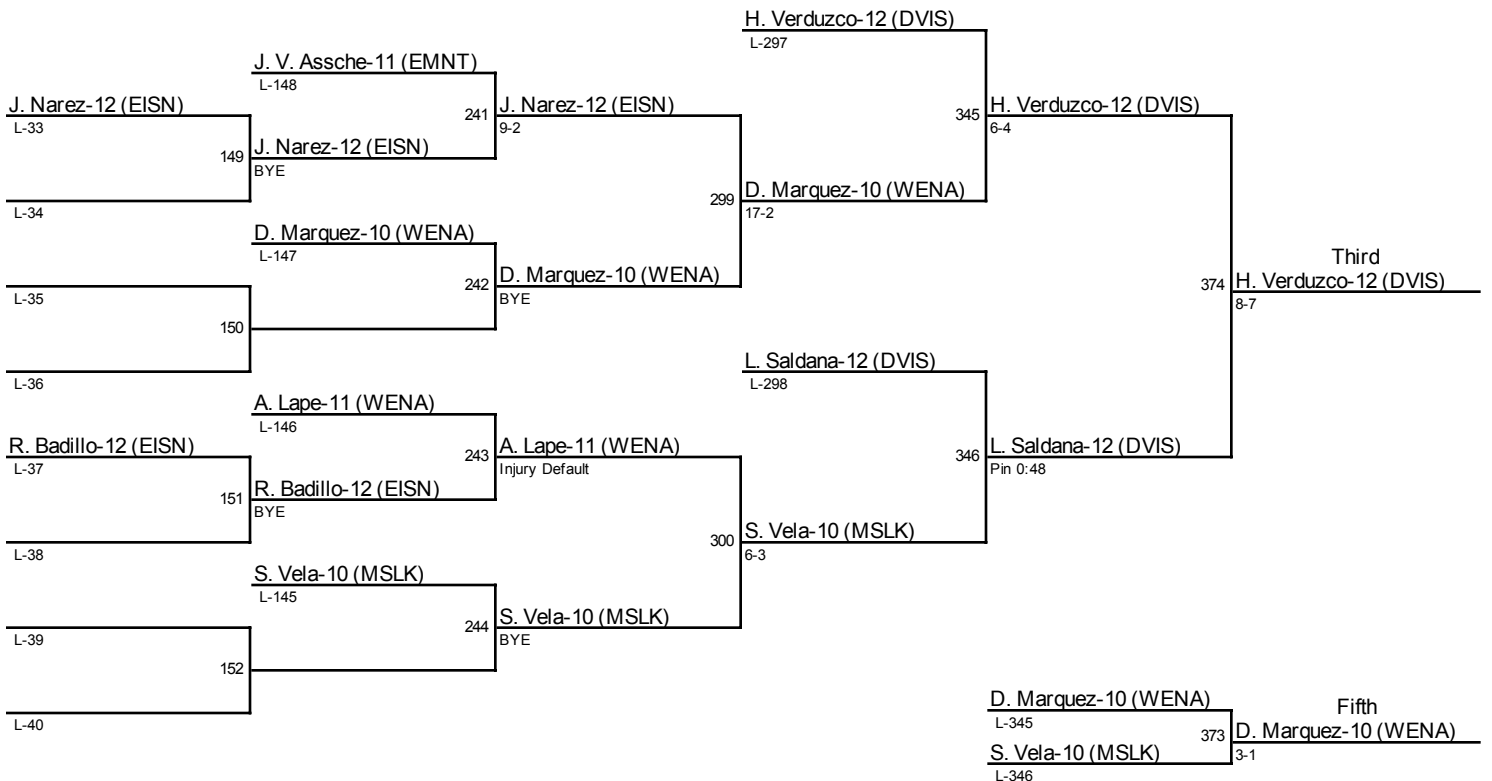 H. Verduzco-12 (DVIS)
L-297
J. V. Assche-11 (EMNT)
L-148
J. Narez-12 (EISN)
L-33
241
J. Narez-12 (EISN)
9-2
345
H. Verduzco-12 (DVIS)
6-4
149
J. Narez-12 (EISN)
BYE
L-34
299
D. Marquez-10 (WENA)
17-2
D. Marquez-10 (WENA)
L-147
L-35
242
D. Marquez-10 (WENA)
BYE
374
Third
H. Verduzco-12 (DVIS)
8-7
150
L-36
L. Saldana-12 (DVIS)
L-298
A. Lape-11 (WENA)
L-146
R. Badillo-12 (EISN)
L-37
243
A. Lape-11 (WENA)
Injury Default
346
L. Saldana-12 (DVIS)
Pin 0:48
151
R. Badillo-12 (EISN)
BYE
L-38
300
S. Vela-10 (MSLK)
6-3
S. Vela-10 (MSLK)
L-145
L-39
244
S. Vela-10 (MSLK)
BYE
152
L-40
D. Marquez-10 (WENA)
L-345
373
Fifth
D. Marquez-10 (WENA)
3-1
S. Vela-10 (MSLK)
L-346